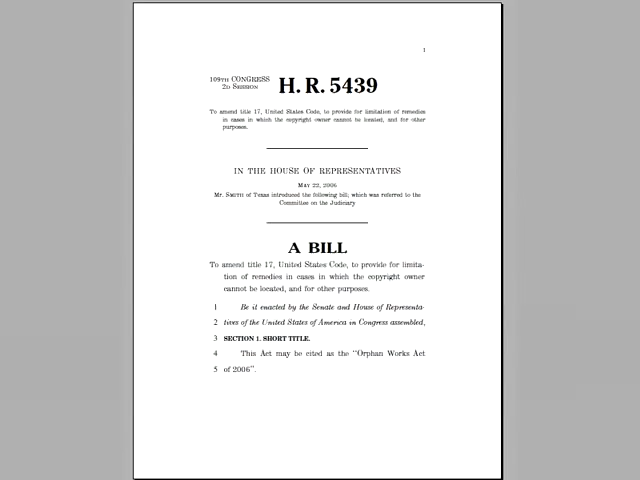 1
109TH CONGRESS
2D SESSION
H. R. 5439
To amend title 17, United States Code, to provide for limitation of remedies
in cases in which the copyright owner cannot be located, and for other
purposes.
IN THE HOUSE OF REPRESENTATIVES
MAY 22, 2006
Mr. SMITH of Texas introduced the following bill; which was referred to the
Committee on the Judiciary
A BILL
To amend title 17, United States Code, to provide for limita-
tion of remedies in cases in which the copyright owner
cannot be located, and for other purposes.
1 Be it enacted by the Senate and House of Representa-
2 tives of the United States of America in Congress assembled,
3 SECTION 1. SHORT TITLE.
4 This Act may be cited as the “Orphan Works Act
5 of 2006”.